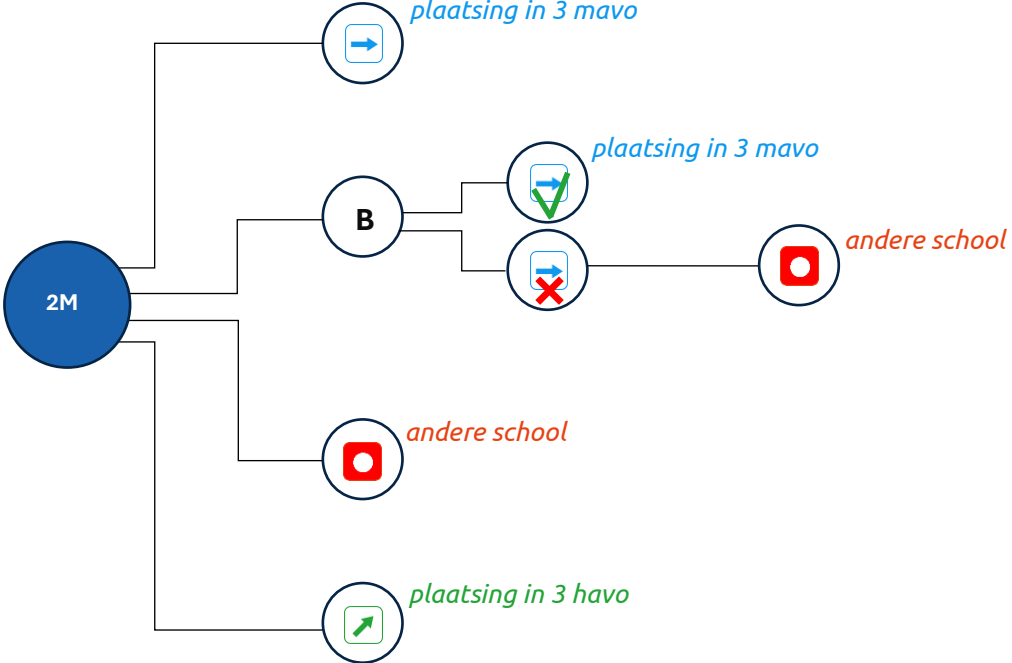 plaatsing in 3 mavo
plaatsing in 3 mavo
B
andere school
2M
andere school
plaatsing in 3 havo